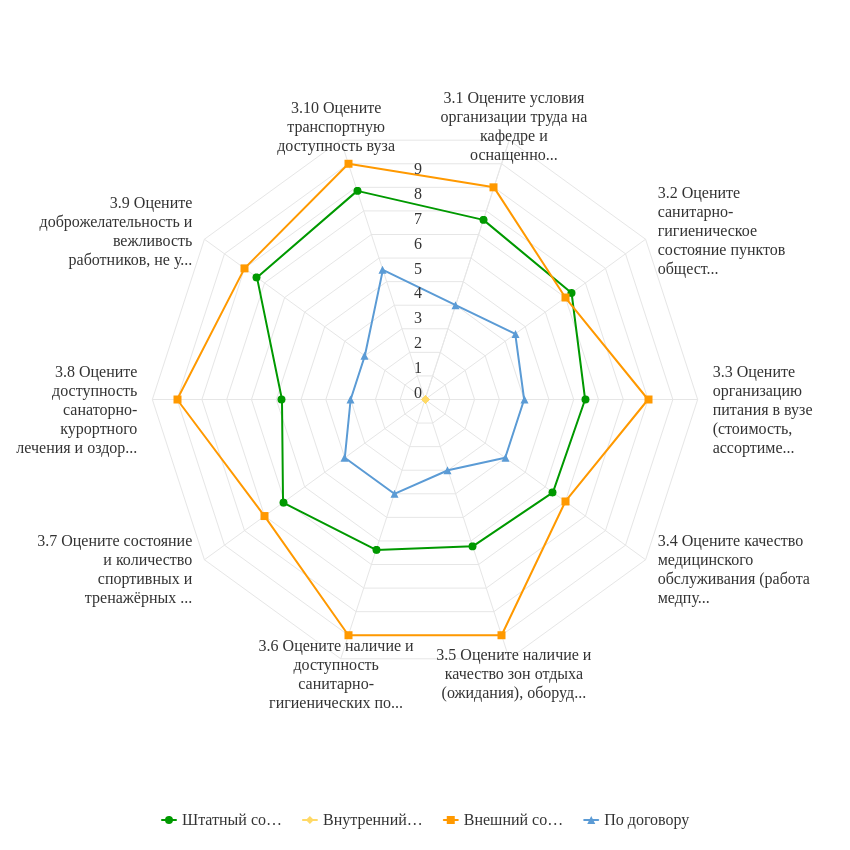 3.10 Оцените
транспортную
доступность вуза
3.1 Оцените условия
организации труда на
кафедре и
оснащенно...
3.2 Оцените
санитарно-
гигиеническое
состояние пунктов
общест...
3.3 Оцените
организацию
питания в вузе
(стоимость,
ассортиме...
3.4 Оцените качество
медицинского
обслуживания (работа
медпу...
3.5 Оцените наличие и
качество зон отдыха
(ожидания), оборуд...
3.6 Оцените наличие и
доступность
санитарно-
гигиенических по...
3.7 Оцените состояние
и количество
спортивных и
тренажёрных ...
3.8 Оцените
доступность
санаторно-
курортного
лечения и оздор...
3.9 Оцените
доброжелательность и
вежливость
работников, не у...
9
8
7
6
5
4
3
2
1
0
Штатный со…
Внутренний…
Внешний со…
По договору